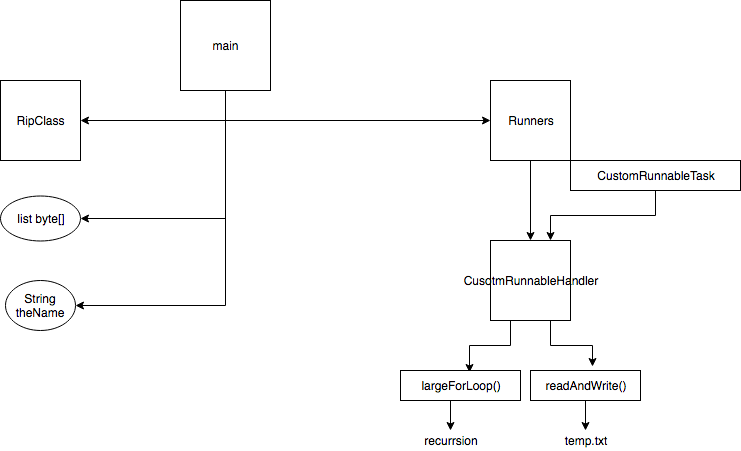 main
RipClass
Runners
CustomRunnableTask
list byte[]
CusotmRunnableHandler
String
theName
largeForLoop()
readAndWrite()
recurrsion
temp.txt